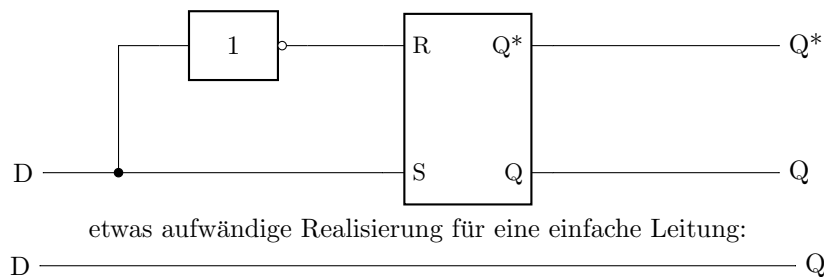 1 R Q* Q*
D S Q Q
etwas aufwändige Realisierung für eine einfache Leitung:
D Q